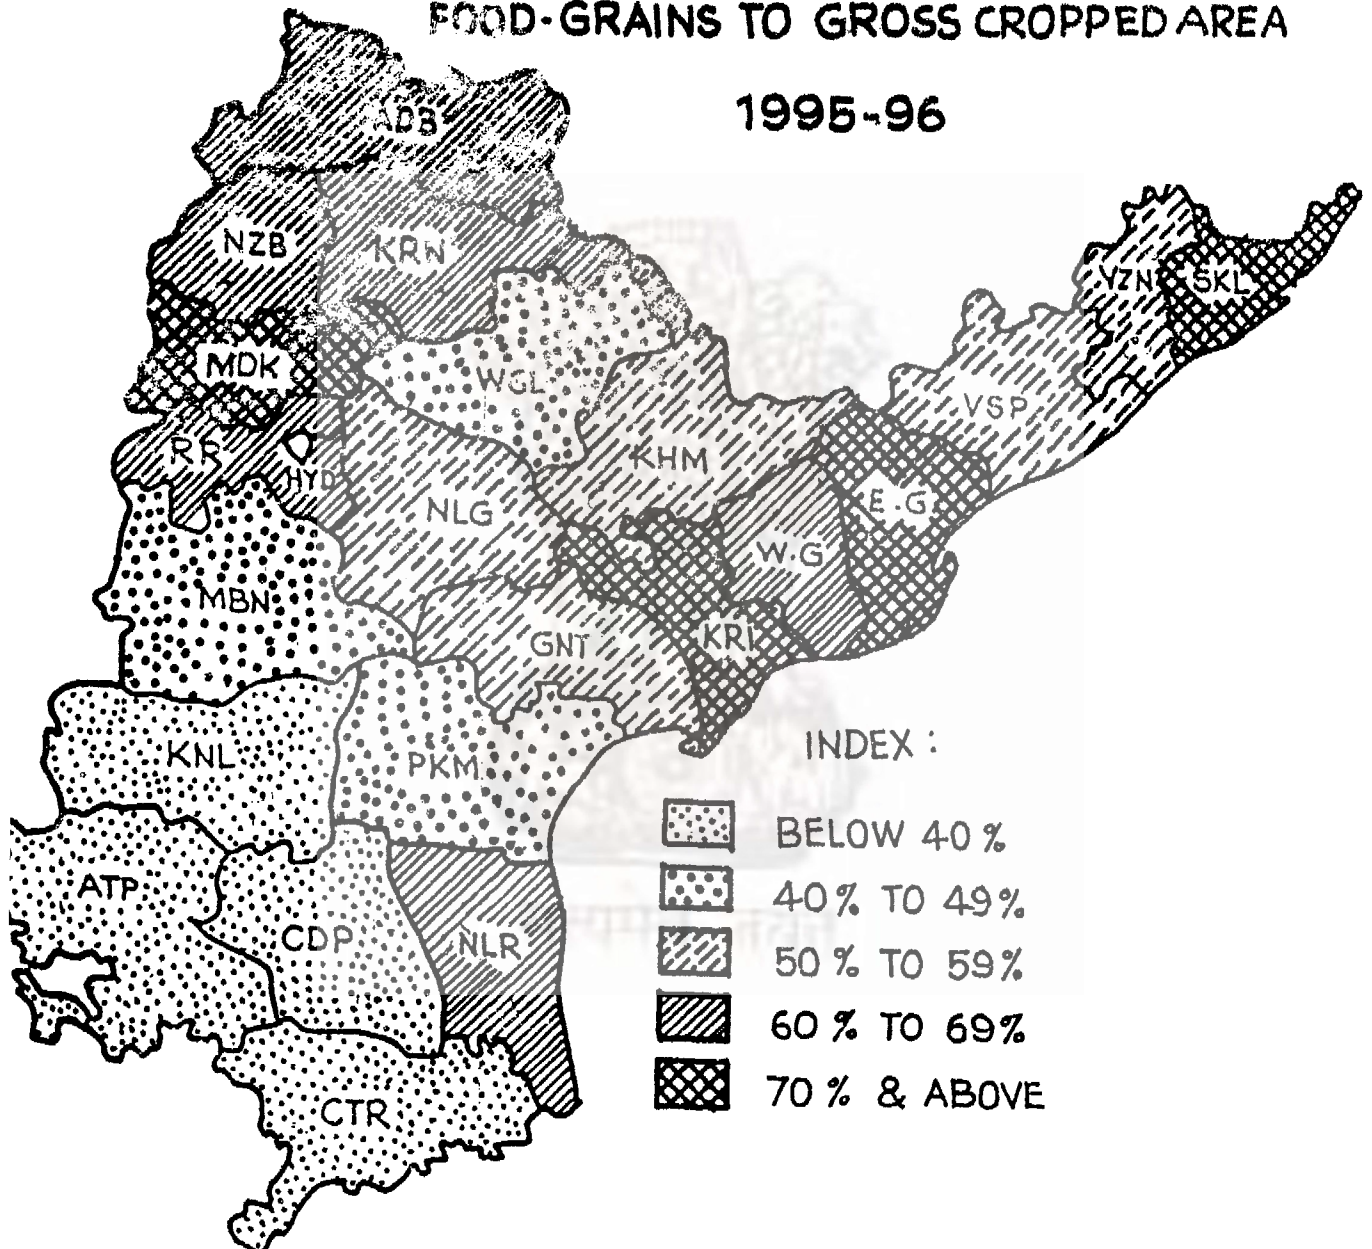 FOOD-GRAINS TO GROSS CROPPED AREA
1995-96
ADB
NZB
KRN
VZN
SKL
MDK
WGL
VSP
RR
HYD
KHM
NLG
E.G
W.G
MBN
GNT
KRI
KNL
PKM
INDEX :
BELOW 40 %
ATP
40 % TO 49 %
CDP
NLR
50 % TO 59 %
60 % TO 69 %
70 % & ABOVE
CTR